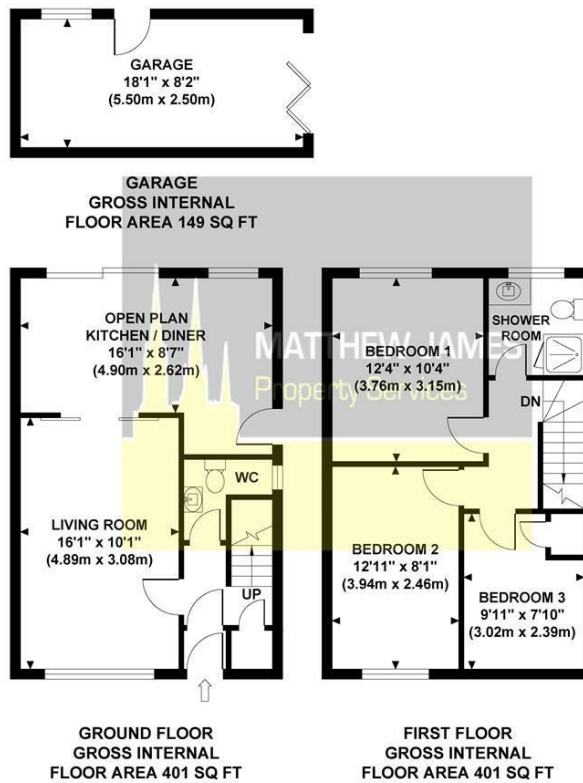 GARAGE
18'1" x 8'2"
(5.50m x 2.50m)
GARAGE
GROSS INTERNAL
FLOOR AREA 149 SQ FT
OPEN PLAN
KITCHEN / DINER
16'1" x 8'7"
(4.90m x 2.62m)
WC
LIVING ROOM
16'1" x 10'1"
(4.89m x 3.08m)
UP
GROUND FLOOR
GROSS INTERNAL
FLOOR AREA 401 SQ FT
MATTHEW JAMES
Property Services
SHOWER
ROOM
BEDROOM 1
12'4" x 10'4"
(3.76m x 3.15m)
DN
BEDROOM 2
12'11" x 8'1"
(3.94m x 2.46m)
BEDROOM 3
9'11" x 7'10"
(3.02m x 2.39m)
FIRST FLOOR
GROSS INTERNAL
FLOOR AREA 401 SQ FT